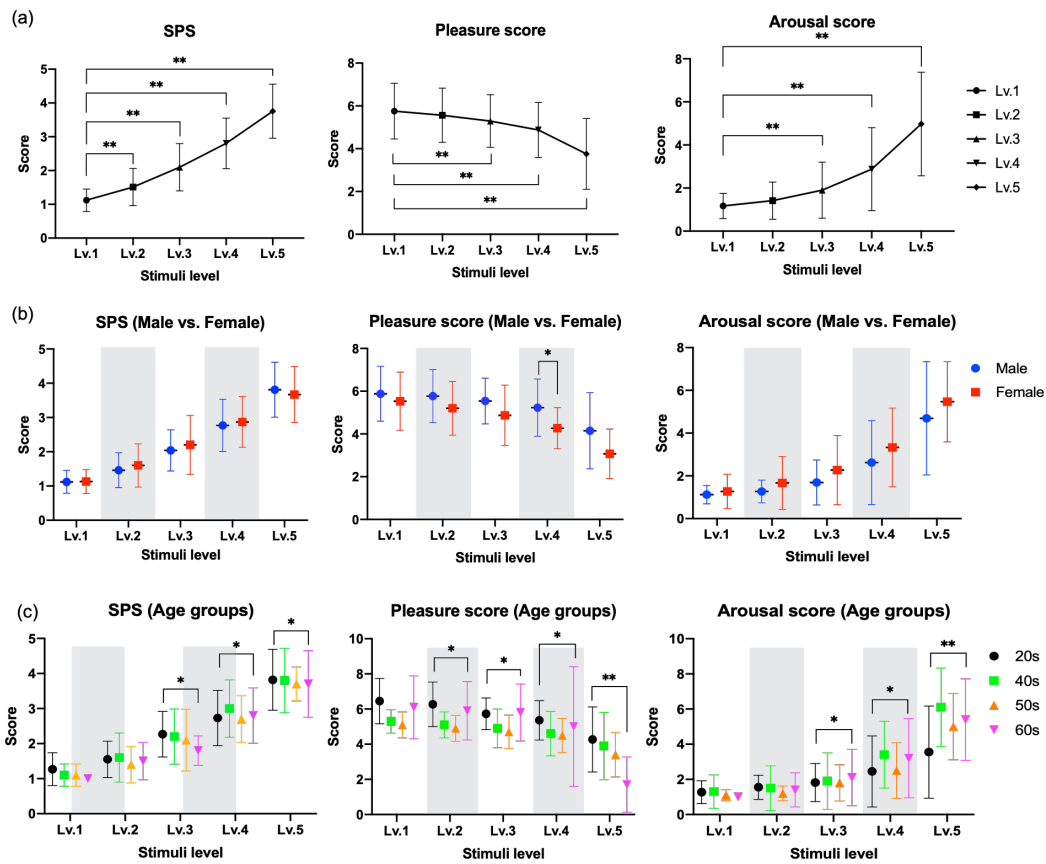 (a)
SPS
Pleasure score
Arousal score
Score
5
4
3
2
1
0
**
**
**
**
Lv.1 Lv.2 Lv.3 Lv.4 Lv.5
Stimuli level
Score
8
6
4
2
0
**
**
**
Lv.1 Lv.2 Lv.3 Lv.4 Lv.5
Stimuli level
Score
8
6
4
2
0
**
**
**
Lv.1 Lv.2 Lv.3 Lv.4 Lv.5
Stimuli level
Lv.1
Lv.2
Lv.3
Lv.4
Lv.5
(b)
SPS (Male vs. Female)
Pleasure score (Male vs. Female)
Arousal score (Male vs. Female)
Score
5
4
3
2
1
0
Lv.1 Lv.2 Lv.3 Lv.4 Lv.5
Stimuli level
Score
8
6
4
2
0
*
Lv.1 Lv.2 Lv.3 Lv.4 Lv.5
Stimuli level
Score
8
6
4
2
0
Lv.1 Lv.2 Lv.3 Lv.4 Lv.5
Stimuli level
Male
Female
(c)
SPS (Age groups)
Pleasure score (Age groups)
Arousal score (Age groups)
Score
5
4
3
2
1
0
*
*
*
Lv.1 Lv.2 Lv.3 Lv.4 Lv.5
Stimuli level
Score
10
8
6
4
2
0
*
*
*
**
Lv.1 Lv.2 Lv.3 Lv.4 Lv.5
Stimuli level
Score
10
8
6
4
2
0
*
*
**
Lv.1 Lv.2 Lv.3 Lv.4 Lv.5
Stimuli level
20s
40s
50s
60s